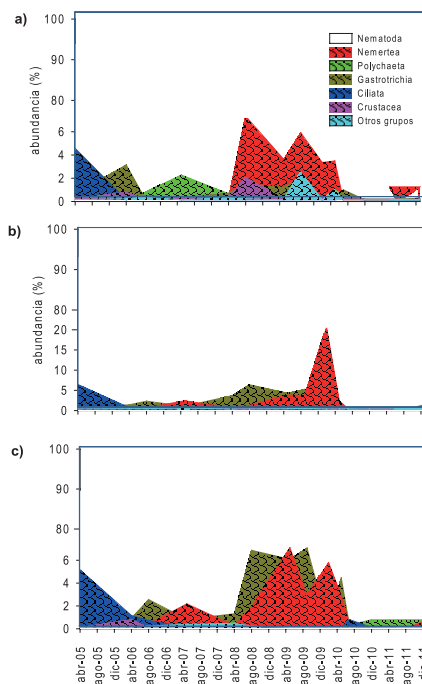 a)
100
90
80
6
4
2
0
abundancia (%)
Nematoda
Nemertea
Polychaeta
Gastrotrichia
Ciliata
Crustacea
Otros grupos
b)
100
90
80
20
15
10
5
0
abundancia (%)
c)
100
90
80
6
4
2
0
abr-05
ago-05
dic-05
abr-06
ago-06
dic-06
abr-07
ago-07
dic-07
abr-08
ago-08
dic-08
abr-09
ago-09
dic-09
abr-10
ago-10
dic-10
abr-11
ago-11